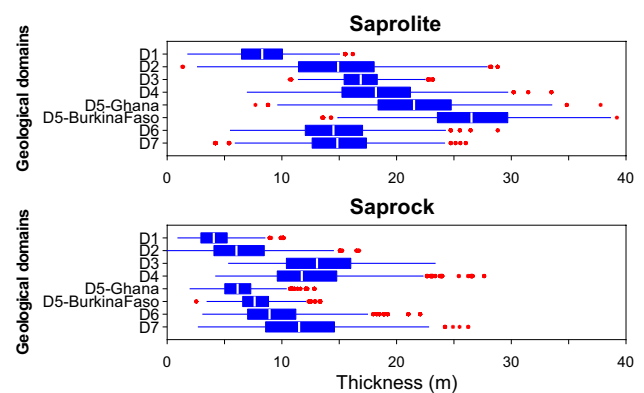 Saprolite
Geological domains
D1
D2
D3
D4
D5-Ghana
D5-BurkinaFaso
D6
D7
0 10 20 30 40
Saprock
Geological domains
D1
D2
D3
D4
D5-Ghana
D5-BurkinaFaso
D6
D7
0 10 20 30 40
Thickness (m)